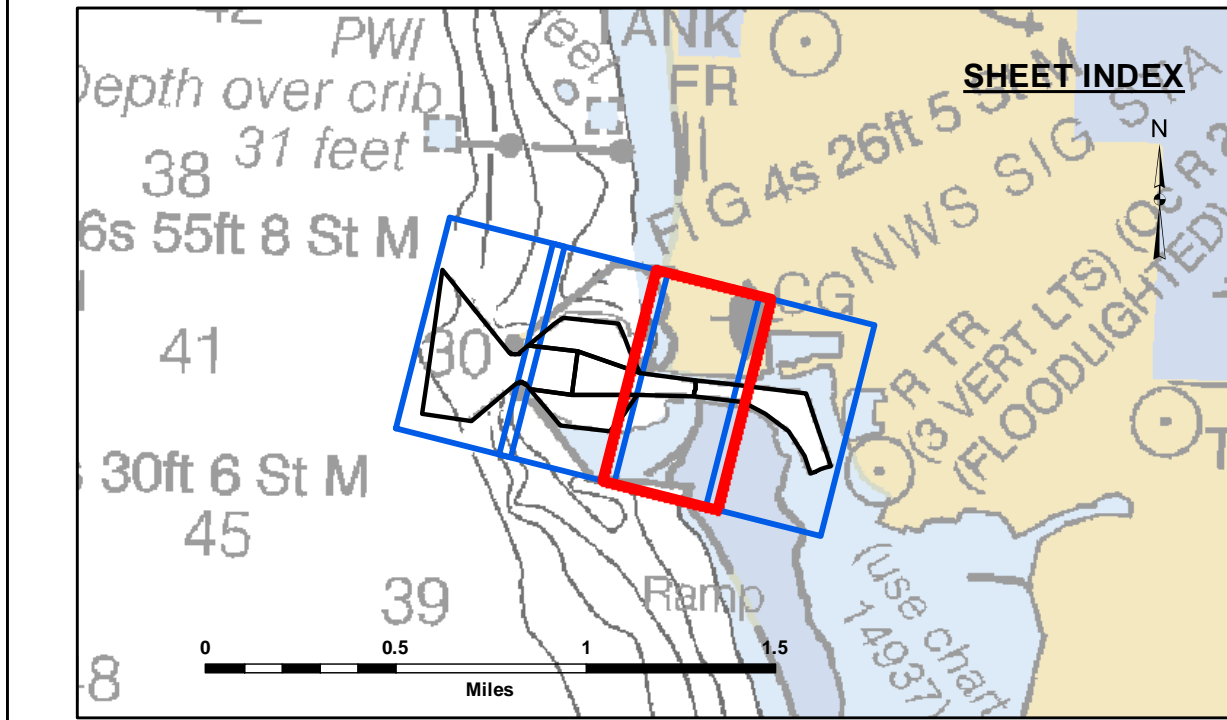 42
PWI
Depth over crib
31 feet
38
feet
TANK
FR
SHEET INDEX
N
Fl G 4s 26ft 5 St M
CG NWS SIG STA
6s 55ft 8 St M
41
30
R TR
(3 VERT LTS) (Oc R 2
(FLOODLIGHTED)
30ft 6 St M
45
39
Ramp
(use chart
14937)
0 0.5 1 1.5
Miles
8